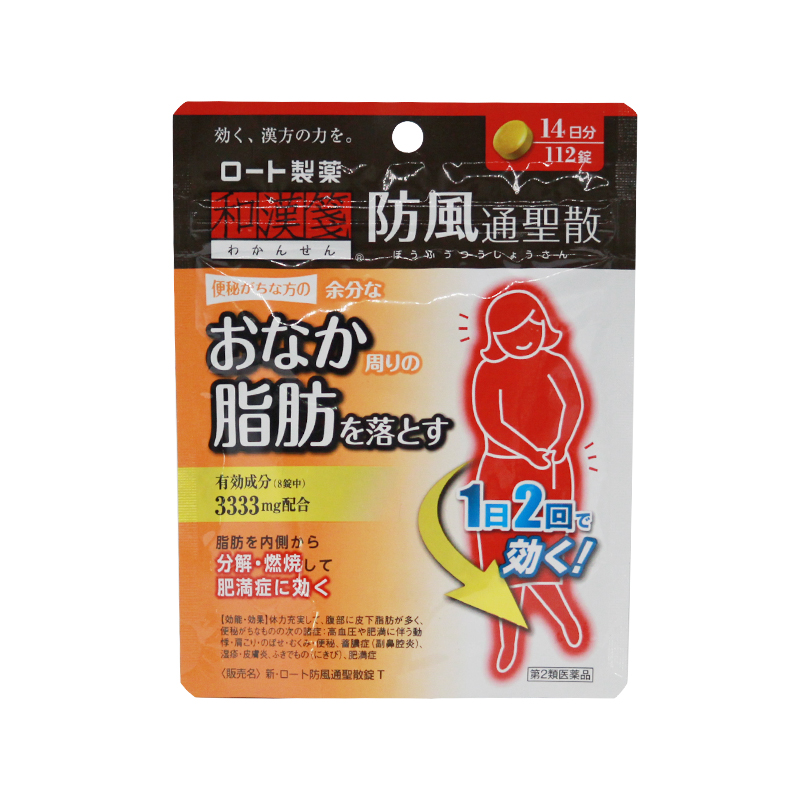 効く、漢方の力を。
14日分
112錠
ロート製薬
和漢箋
わかんせん®
防風通聖散
ぼうふうつうしょうさん
便秘がちな方の 余分な
おなか周りの
脂肪を落とす
有効成分(8錠中)
3333mg配合
1日2回で
効く!
脂肪を内側から
分解・燃焼して
肥満症に効く
【効能・効果】体力充実して、腹部に皮下脂肪が多く、
便秘がちなものの次の諸症:高血圧や肥満に伴う動
悸・肩こり・のぼせ・むくみ・便秘、蓄膿症(副鼻腔炎)、
湿疹・皮膚炎、ふきでもの(にきび)、肥満症
〈販売名〉新・ロート防風通聖散錠T
第2類医薬品